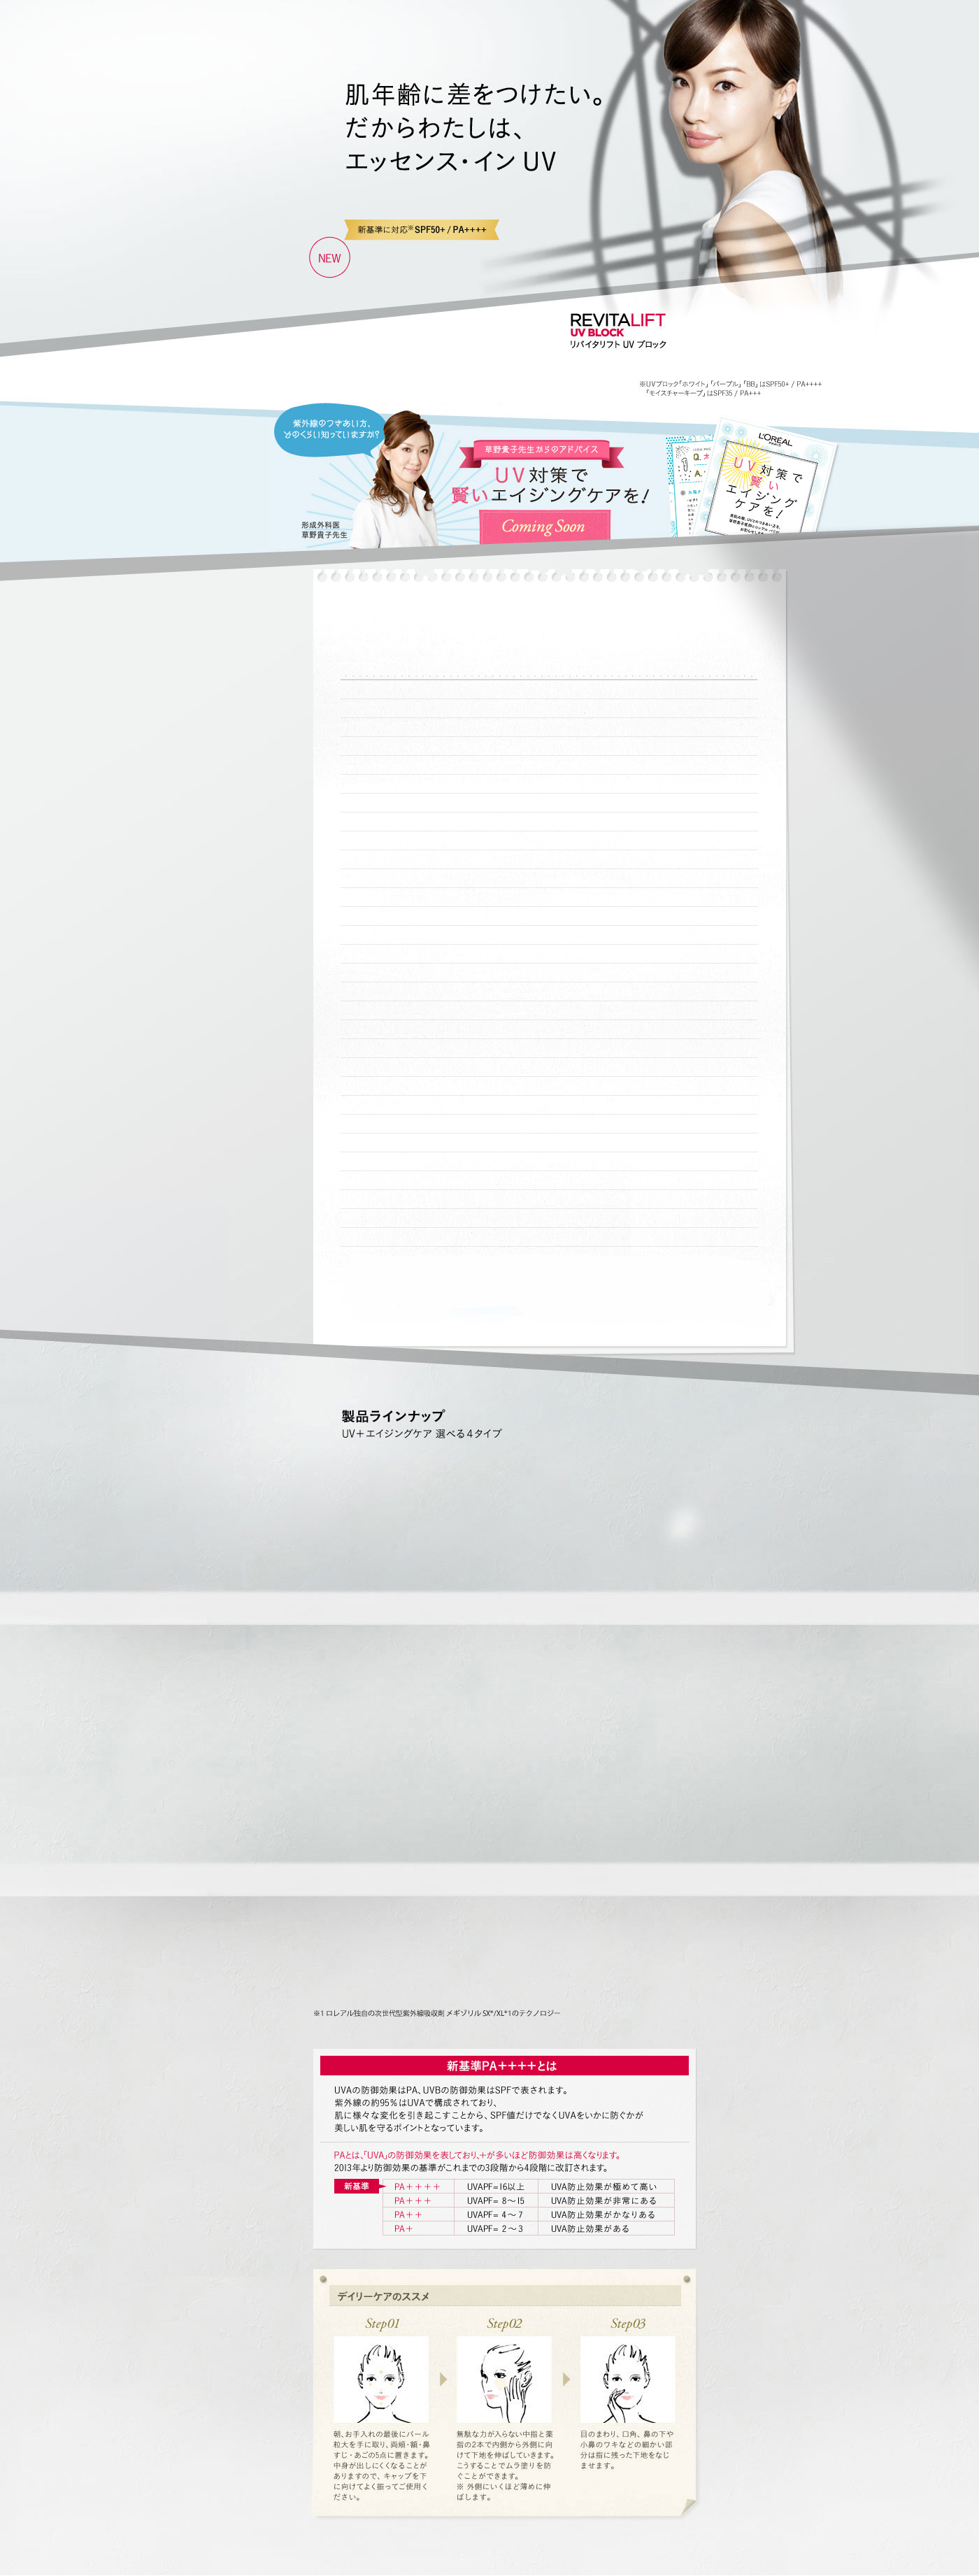 肌年齢に差をつけたい。
だからわたしは、
エッセンス・イン UV
新基準に対応※ SPF50+ / PA++++
NEW
REVITALIFT
UV BLOCK
リバイタリフト UV ブロック
※UVブロック「ホワイト」「パープル」「BB」はSPF50+ / PA++++
「モイスチャーキープ」はSPF35 / PA+++
紫外線のつきあい方、
どのくらい知っていますか?
形成外科医
草野貴子先生
草野貴子先生からのアドバイス
UV対策で
賢いエイジングケアを!
Coming Soon
L'ORÉAL
PARIS
UV対策で
賢い
エイジング
ケアを!
製品ラインナップ
UV+エイジングケア 選べる4タイプ
※1 ロレアル独自の次世代型紫外線吸収剤 メギゾリル SX*/XL*1のテクノロジー
新基準PA++++とは
UVAの防御効果はPA、UVBの防御効果はSPFで表されます。
紫外線の約95%はUVAで構成されており、
肌に様々な変化を引き起こすことから、SPF値だけでなくUVAをいかに防ぐかが
美しい肌を守るポイントとなっています。
PAとは、「UVA」の防御効果を表しており、+が多いほど防御効果は高くなります。
2013年より防御効果の基準がこれまでの3段階から4段階に改訂されます。
新基準 PA++++ UVAPF=16以上 UVA防止効果が極めて高い
PA+++ UVAPF= 8〜15 UVA防止効果が非常にある
PA++ UVAPF= 4〜7 UVA防止効果がかなりある
PA+ UVAPF= 2〜3 UVA防止効果がある
デイリーケアのススメ
Step01
朝、お手入れの最後にパール
粒大を手に取り、両頬・額・鼻
すじ・あごの5点に置きます。
中身が出しにくくなることが
ありますので、キャップを下
に向けてよく振ってご使用く
ださい。
Step02
無駄な力が入らない中指と薬
指の2本で内側から外側に向
けて下地を伸ばしていきます。
こうすることでムラ塗りを防
ぐことができます。
※ 外側にいくほど薄めに伸
ばします。
Step03
目のまわり、口角、鼻の下や
小鼻のワキなどの細かい部
分は指に残った下地をなじ
ませます。